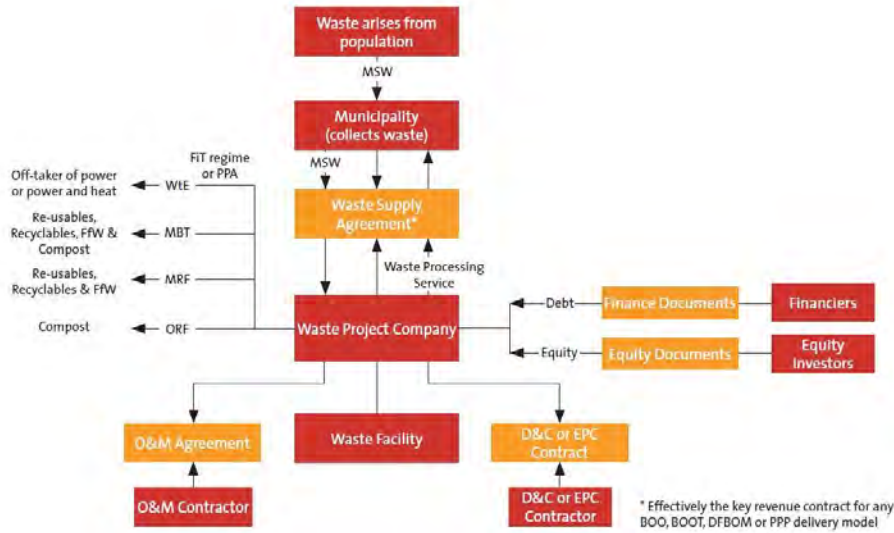 Waste arises from
population
MSW
Municipality
(collects waste)
MSW
FiT regime
or PPA
Off-taker of power
or power and heat
WtE
Waste Supply
Agreement*
Re-usables,
Recyclables, FfW &
Compost
MBT
Re-usables,
Recyclables & FfW
MRF
Waste Processing
Service
Compost
ORF
Waste Project Company
Debt
Finance Documents
Financiers
Equity
Equity Documents
Equity
Investors
O&M Agreement
Waste Facility
D&C or EPC
Contract
O&M Contractor
D&C or EPC
Contractor
* Effectively the key revenue contract for any
BOO, BOOT, DFBOM or PPP delivery model